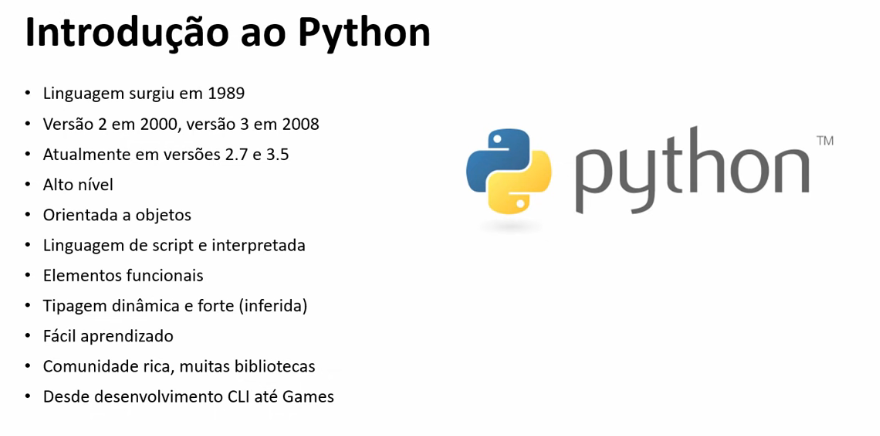 Introdução ao Python
• Linguagem surgiu em 1989
• Versão 2 em 2000, versão 3 em 2008
• Atualmente em versões 2.7 e 3.5
• Alto nível
• Orientada a objetos
• Linguagem de script e interpretada
• Elementos funcionais
• Tipagem dinâmica e forte (inferida)
• Fácil aprendizado
• Comunidade rica, muitas bibliotecas
• Desde desenvolvimento CLI até Games
python™